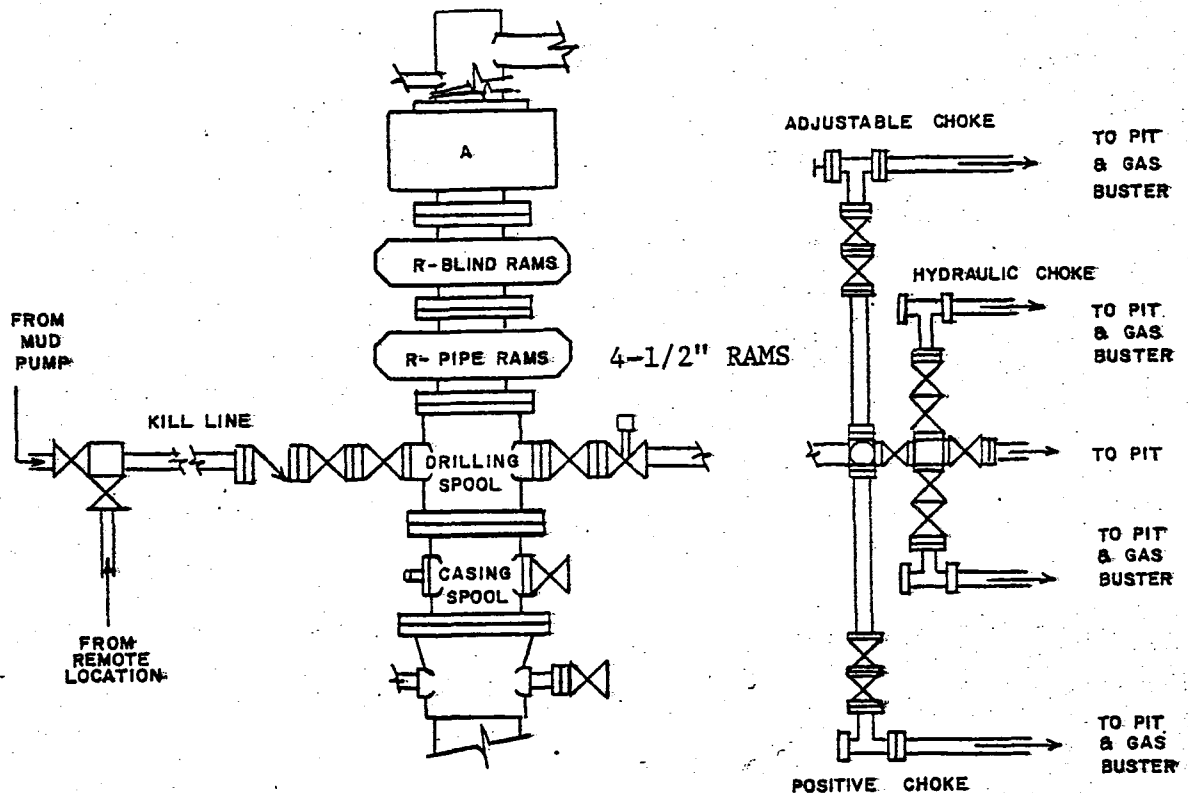 A
R-BLIND RAMS
R- PIPE RAMS
4-1/2" RAMS
FROM
MUD
PUMP
KILL LINE
DRILLING
SPOOL
CASING
SPOOL
FROM
REMOTE
LOCATION
ADJUSTABLE CHOKE
TO PIT
& GAS
BUSTER
HYDRAULIC CHOKE
TO PIT
& GAS
BUSTER
TO PIT
TO PIT
& GAS
BUSTER
TO PIT
& GAS
BUSTER
POSITIVE CHOKE